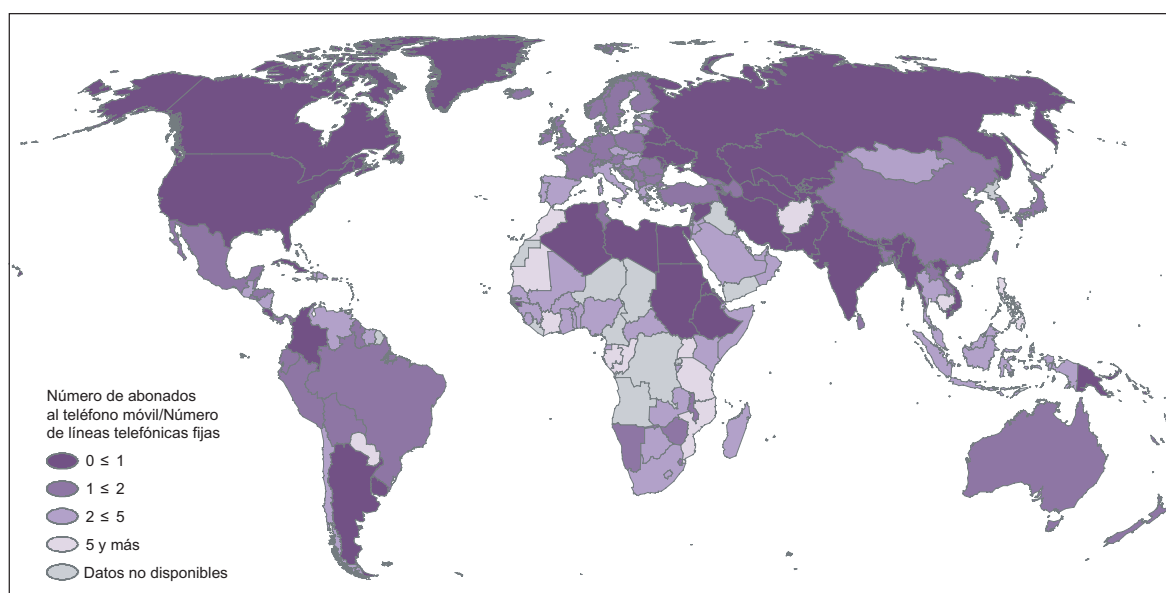 Número de abonados
al teléfono móvil/Número
de líneas telefónicas fijas
0 ≤ 1
1 ≤ 2
2 ≤ 5
5 y más
Datos no disponibles